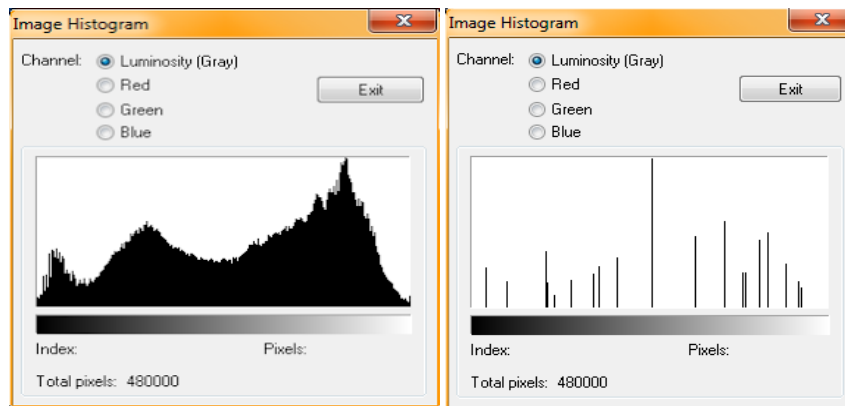 Image Histogram
Channel: Luminosity (Gray)
Red
Exit
Green
Blue
Index: Pixels:
Total pixels: 480000
Image Histogram
Channel: Luminosity (Gray)
Red
Exit
Green
Blue
Index: Pixels:
Total pixels: 480000